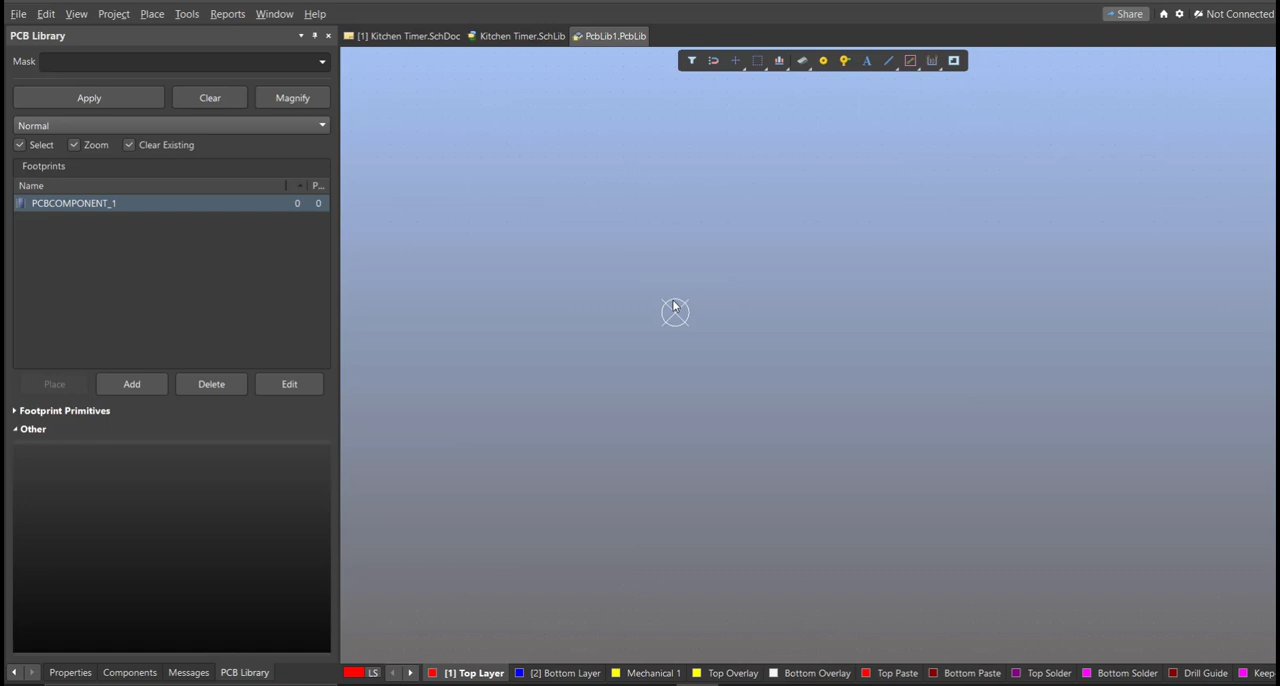 File Edit View Project Place Tools Reports Window Help Share Not Connected
PCB Library [1] Kitchen Timer.SchDoc Kitchen Timer.SchLib PcbLib1.PcbLib
Mask
Apply Clear Magnify
Normal
Select Zoom Clear Existing
Footprints
Name P...
PCBCOMPONENT_1 0 0
Place Add Delete Edit
Footprint Primitives
Other
Properties Components Messages PCB Library LS [1] Top Layer [2] Bottom Layer Mechanical 1 Top Overlay Bottom Overlay Top Paste Bottom Paste Top Solder Bottom Solder Drill Guide Keep